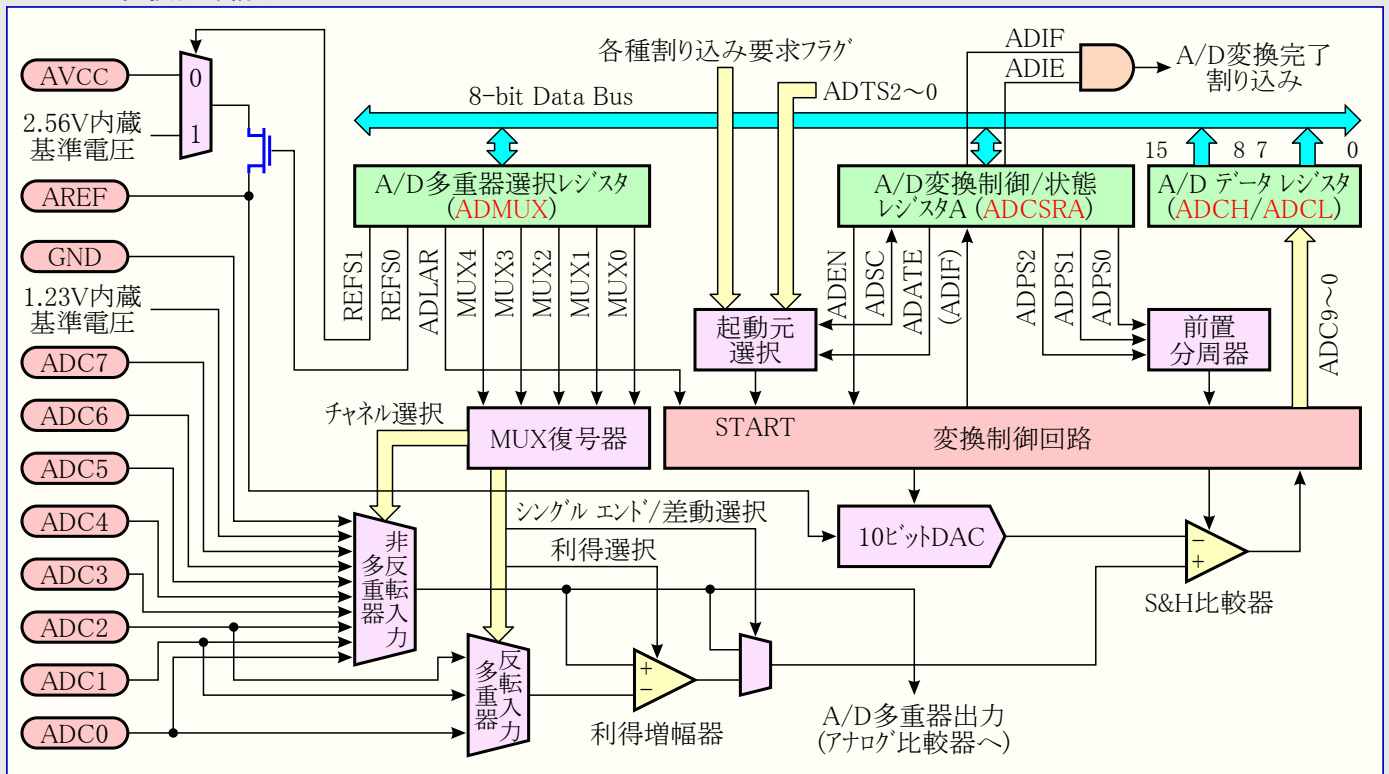 AVCC
2.56V内蔵
基準電圧
AREF
GND
1.23V内蔵
基準電圧
ADC7
ADC6
ADC5
ADC4
ADC3
ADC2
ADC1
ADC0
0
1
8-bit Data Bus
各種割り込み要求フラグ
ADTS2～0
ADIF
ADIE
A/D変換完了
割り込み
A/D多重器選択レジスタ
(ADMUX)
A/D変換制御/状態
レジスタA (ADCSRA)
15 8 7 0
A/D データ レジスタ
(ADCH/ADCL)
REFS1
REFS0
ADLAR
MUX4
MUX3
MUX2
MUX1
MUX0
起動元
選択
ADEN
ADSC
ADATE
(ADIF)
ADPS2
ADPS1
ADPS0
前置
分周器
ADC9～0
チャネル選択
MUX復号器
START
変換制御回路
シングル エンド/差動選択
利得選択
10ビットDAC
－
＋
S&H比較器
非反転入力
多重器
反転入力
多重器
＋
－
利得増幅器
A/D多重器出力
(アナログ比較器へ)